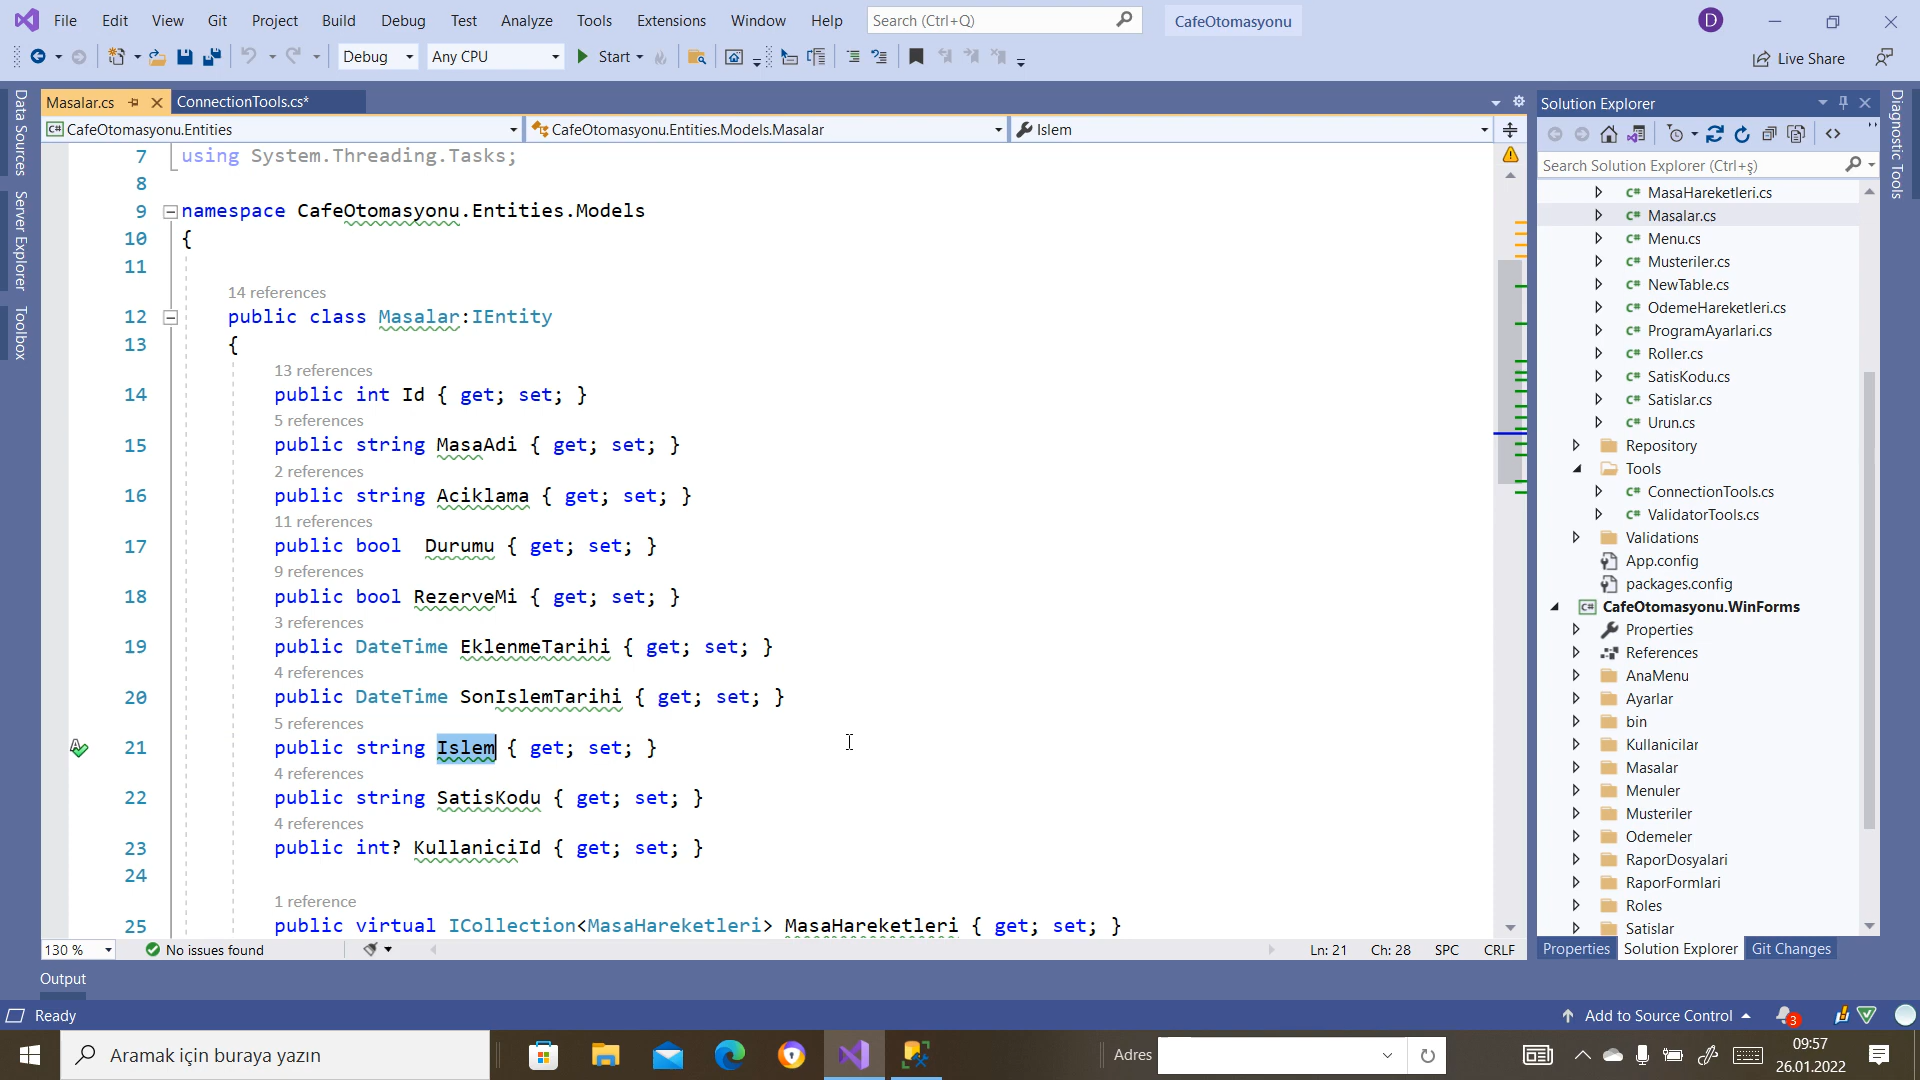 File Edit View Git Project Build Debug Test Analyze Tools Extensions Window Help Search (Ctrl+Q) CafeOtomasyonu D
Debug Any CPU Start Live Share
Masalar.cs ConnectionTools.cs*
CafeOtomasyonu.Entities CafeOtomasyonu.Entities.Models.Masalar Islem
Data Sources
Server Explorer
Toolbox
7 using System.Threading.Tasks;
8
9 namespace CafeOtomasyonu.Entities.Models
10 {
11
14 references
12 public class Masalar:IEntity
13 {
13 references
14 public int Id { get; set; }
5 references
15 public string MasaAdi { get; set; }
2 references
16 public string Aciklama { get; set; }
11 references
17 public bool  Durumu { get; set; }
9 references
18 public bool RezerveMi { get; set; }
3 references
19 public DateTime EklenmeTarihi { get; set; }
4 references
20 public DateTime SonIslemTarihi { get; set; }
5 references
21 public string Islem { get; set; }
4 references
22 public string SatisKodu { get; set; }
4 references
23 public int? KullaniciId { get; set; }
24
1 reference
25 public virtual ICollection<MasaHareketleri> MasaHareketleri { get; set; }
130 % No issues found Ln: 21 Ch: 28 SPC CRLF
Solution Explorer
Search Solution Explorer (Ctrl+ş)
C# MasaHareketleri.cs
C# Masalar.cs
C# Menu.cs
C# Musteriler.cs
C# NewTable.cs
C# OdemeHareketleri.cs
C# ProgramAyarlari.cs
C# Roller.cs
C# SatisKodu.cs
C# Satislar.cs
C# Urun.cs
Repository
Tools
C# ConnectionTools.cs
C# ValidatorTools.cs
Validations
App.config
packages.config
C# CafeOtomasyonu.WinForms
Properties
References
AnaMenu
Ayarlar
bin
Kullanicilar
Masalar
Menuler
Musteriler
Odemeler
RaporDosyalari
RaporFormlari
Roles
Satislar
Properties Solution Explorer Git Changes
Diagnostic Tools
Output
Ready Add to Source Control 3
Aramak için buraya yazın Adres 09:57
26.01.2022